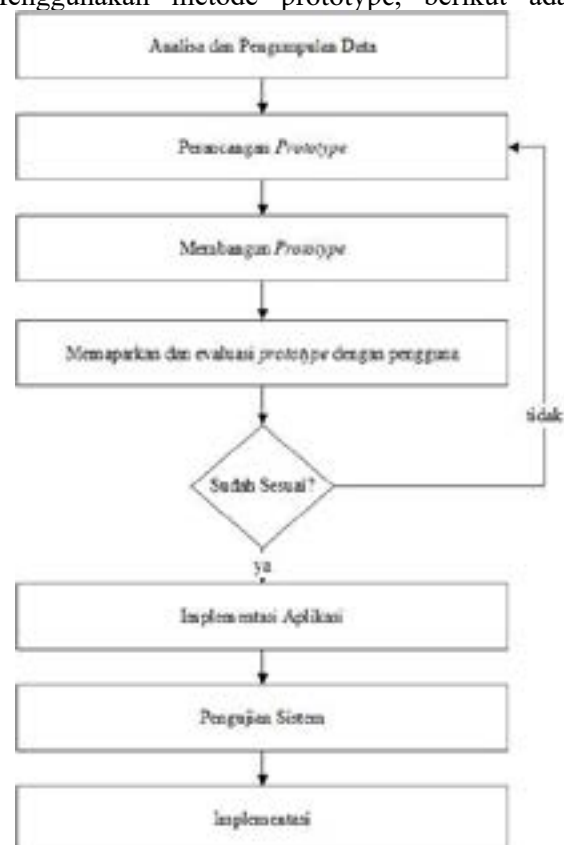 menggunakan metode prototype, berikut ada
Analisa dan Pengumpulan Data
Perancangan Prototype
Membangun Prototype
Memaparkan dan evaluasi prototype dengan pengguna
tidak
Sudah Sesuai?
ya
Implementasi Aplikasi
Pengujian Sistem
Implementasi